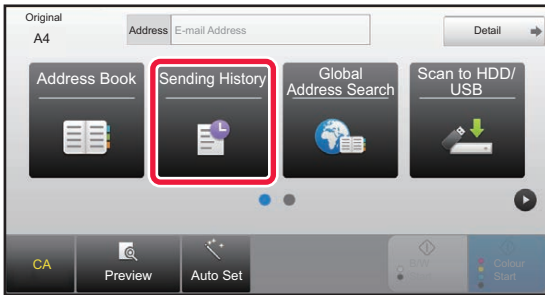 Original
A4
Address E-mail Address
Detail
Address Book
Sending History
Global
Address Search
Scan to HDD/
USB
CA
Preview
Auto Set
B/W
Start
Colour
Start